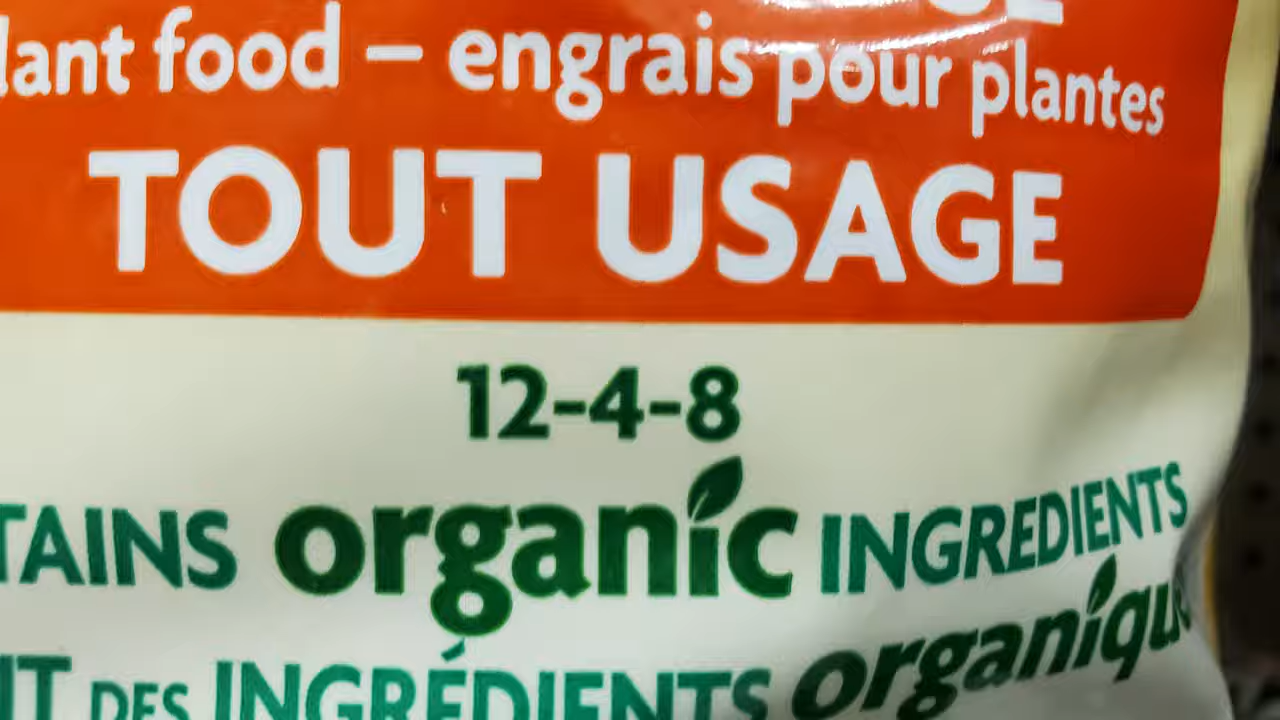 lant food – engrais pour plantes
TOUT USAGE
12-4-8
TAINS organic INGREDIENTS
IT DES INGRÉDIENTS organiqu